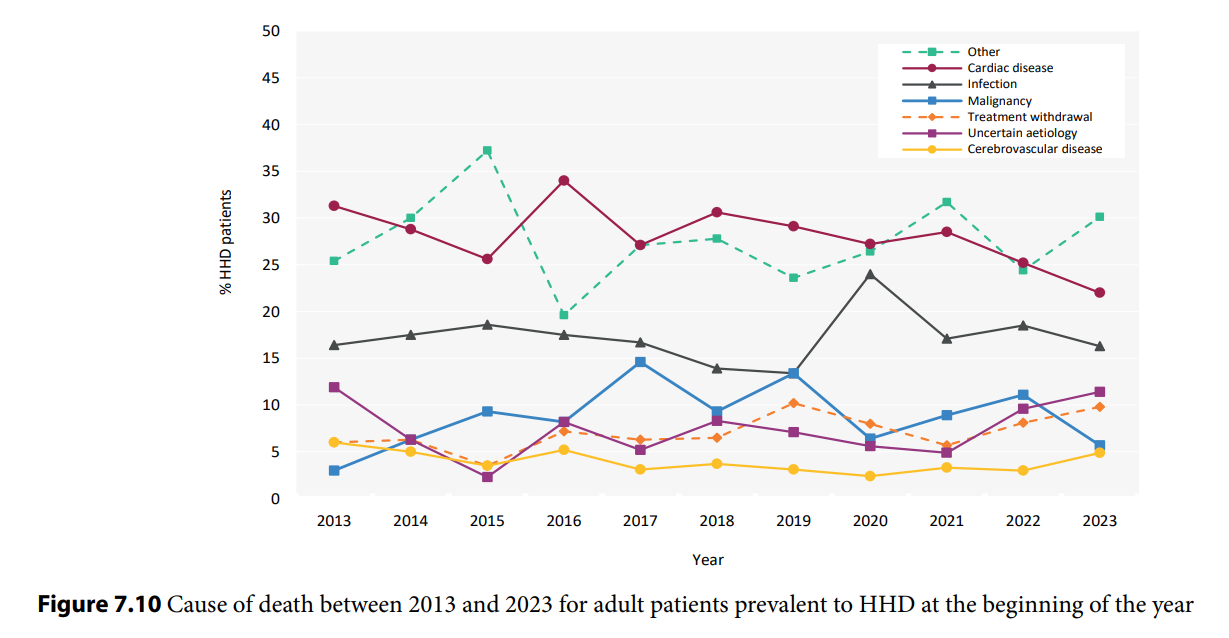 50
45
40
35
30
25
20
15
10
5
0
% HHD patients
Other
Cardiac disease
Infection
Malignancy
Treatment withdrawal
Uncertain aetiology
Cerebrovascular disease
2013 2014 2015 2016 2017 2018 2019 2020 2021 2022 2023
Year
Figure 7.10 Cause of death between 2013 and 2023 for adult patients prevalent to HHD at the beginning of the year